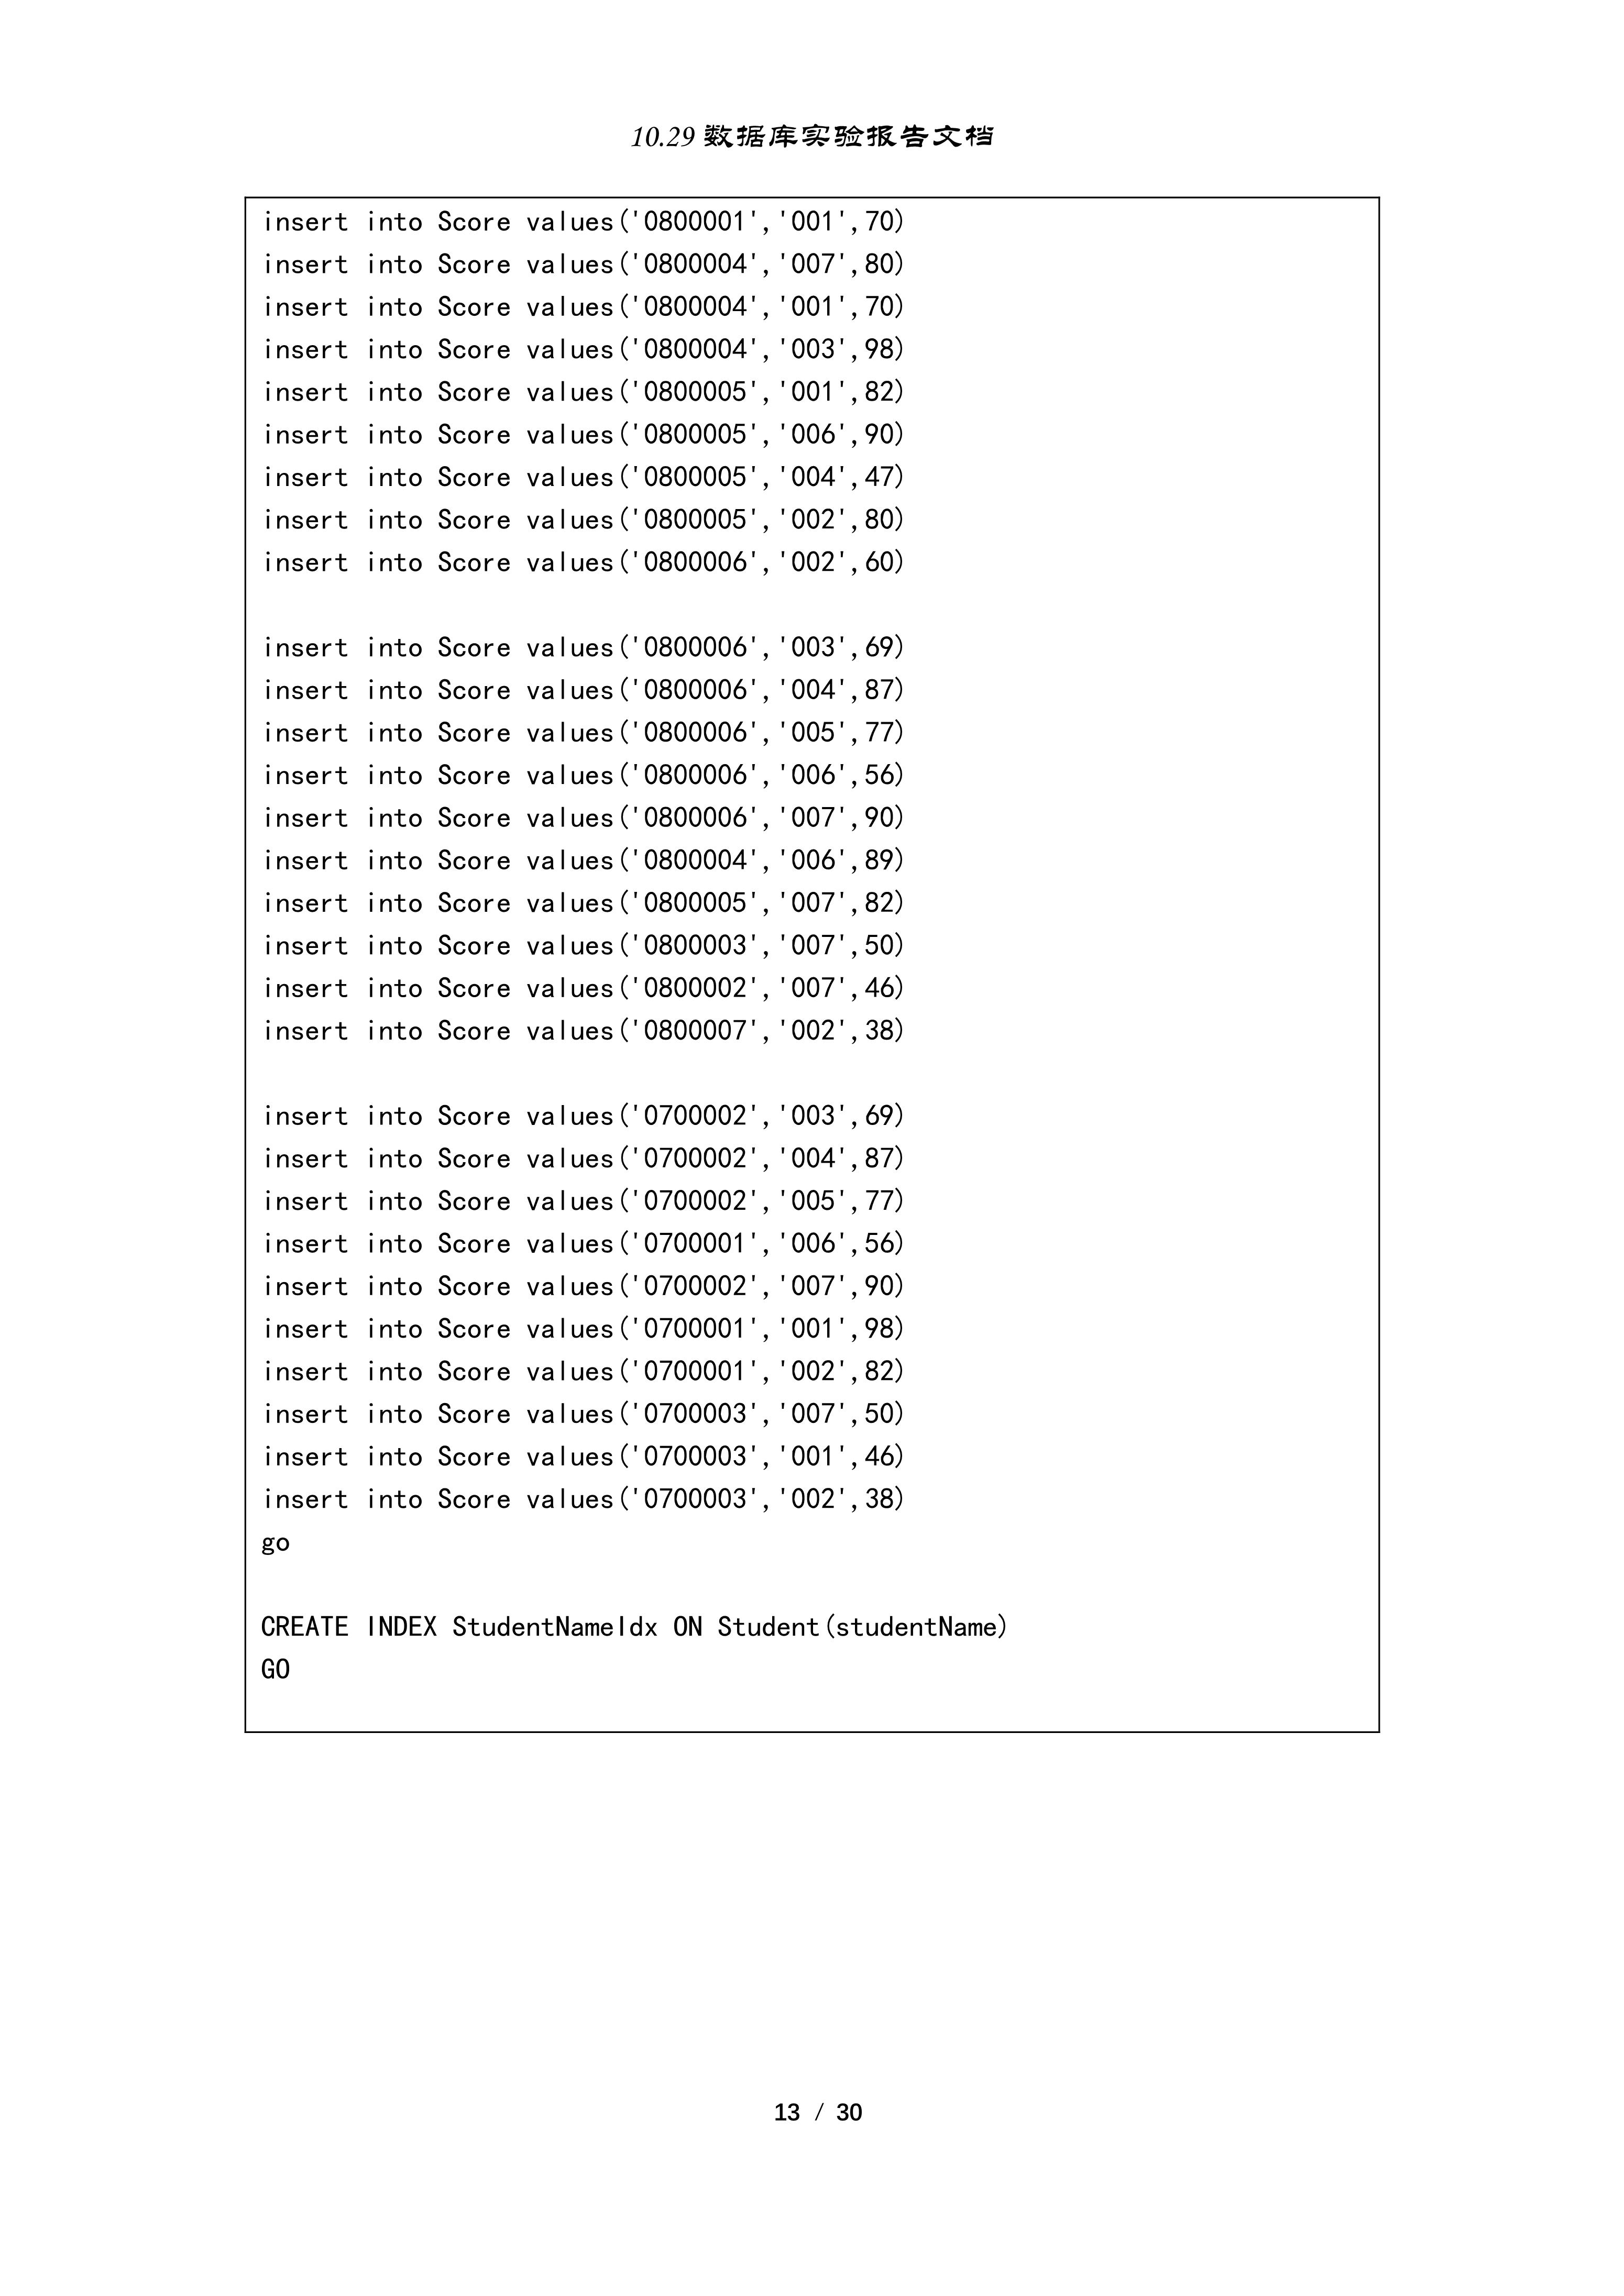 10.29 数据库实验报告文档
insert into Score values('0800001','001',70)
insert into Score values('0800004','007',80)
insert into Score values('0800004','001',70)
insert into Score values('0800004','003',98)
insert into Score values('0800005','001',82)
insert into Score values('0800005','006',90)
insert into Score values('0800005','004',47)
insert into Score values('0800005','002',80)
insert into Score values('0800006','002',60)
insert into Score values('0800006','003',69)
insert into Score values('0800006','004',87)
insert into Score values('0800006','005',77)
insert into Score values('0800006','006',56)
insert into Score values('0800006','007',90)
insert into Score values('0800004','006',89)
insert into Score values('0800005','007',82)
insert into Score values('0800003','007',50)
insert into Score values('0800002','007',46)
insert into Score values('0800007','002',38)
insert into Score values('0700002','003',69)
insert into Score values('0700002','004',87)
insert into Score values('0700002','005',77)
insert into Score values('0700001','006',56)
insert into Score values('0700002','007',90)
insert into Score values('0700001','001',98)
insert into Score values('0700001','002',82)
insert into Score values('0700003','007',50)
insert into Score values('0700003','001',46)
insert into Score values('0700003','002',38)
go
CREATE INDEX StudentNameIdx ON Student(studentName)
GO
13 / 30